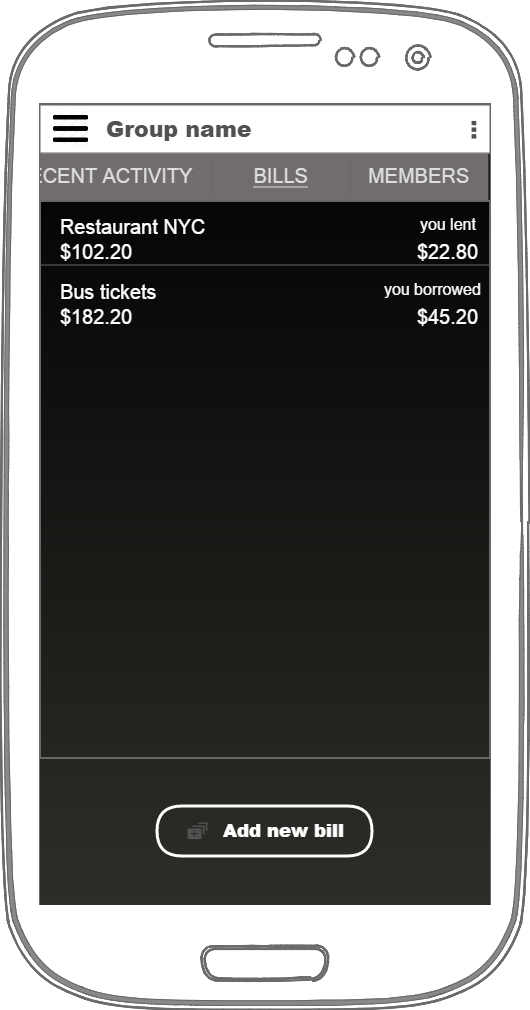 Group name
ECENT ACTIVITY BILLS MEMBERS
Restaurant NYC you lent
$102.20 $22.80
Bus tickets you borrowed
$182.20 $45.20
Add new bill